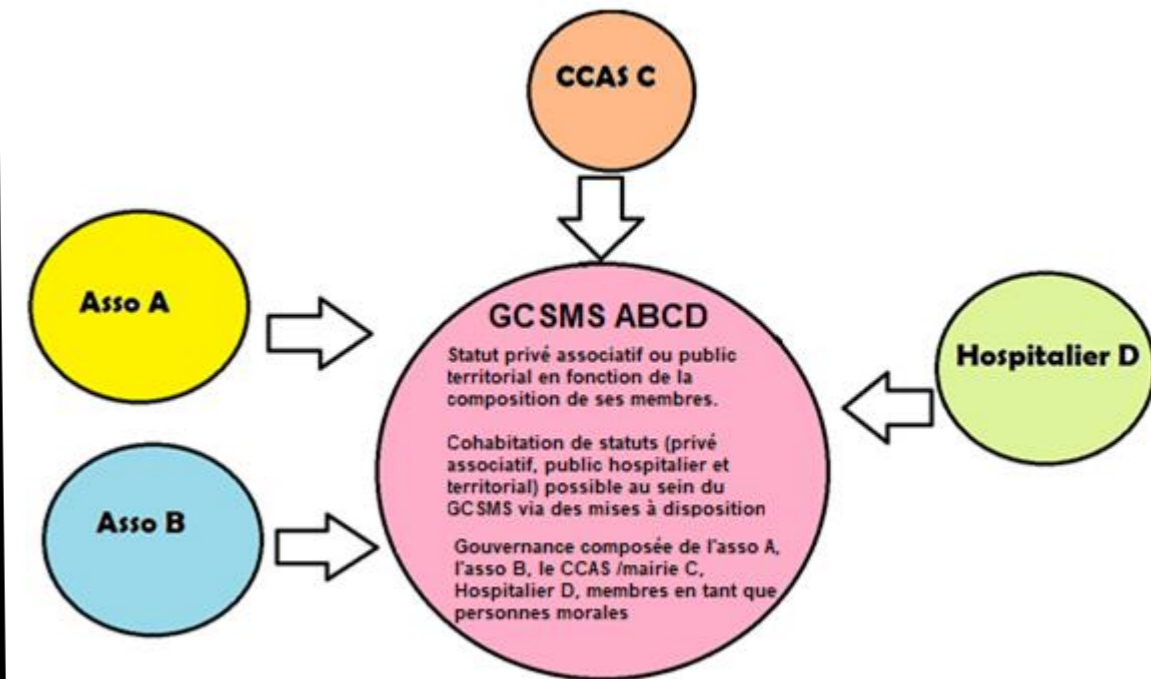 CCAS C
Asso A
Asso B
GCSMS ABCD
Statut privé associatif ou public
territorial en fonction de la
composition de ses membres.
Cohabitation de statuts (privé
associatif, public hospitalier et
territorial) possible au sein du
GCSMS via des mises à disposition
Gouvernance composée de l'asso A,
l'asso B, le CCAS /mairie C,
Hospitalier D, membres en tant que
personnes morales
Hospitalier D